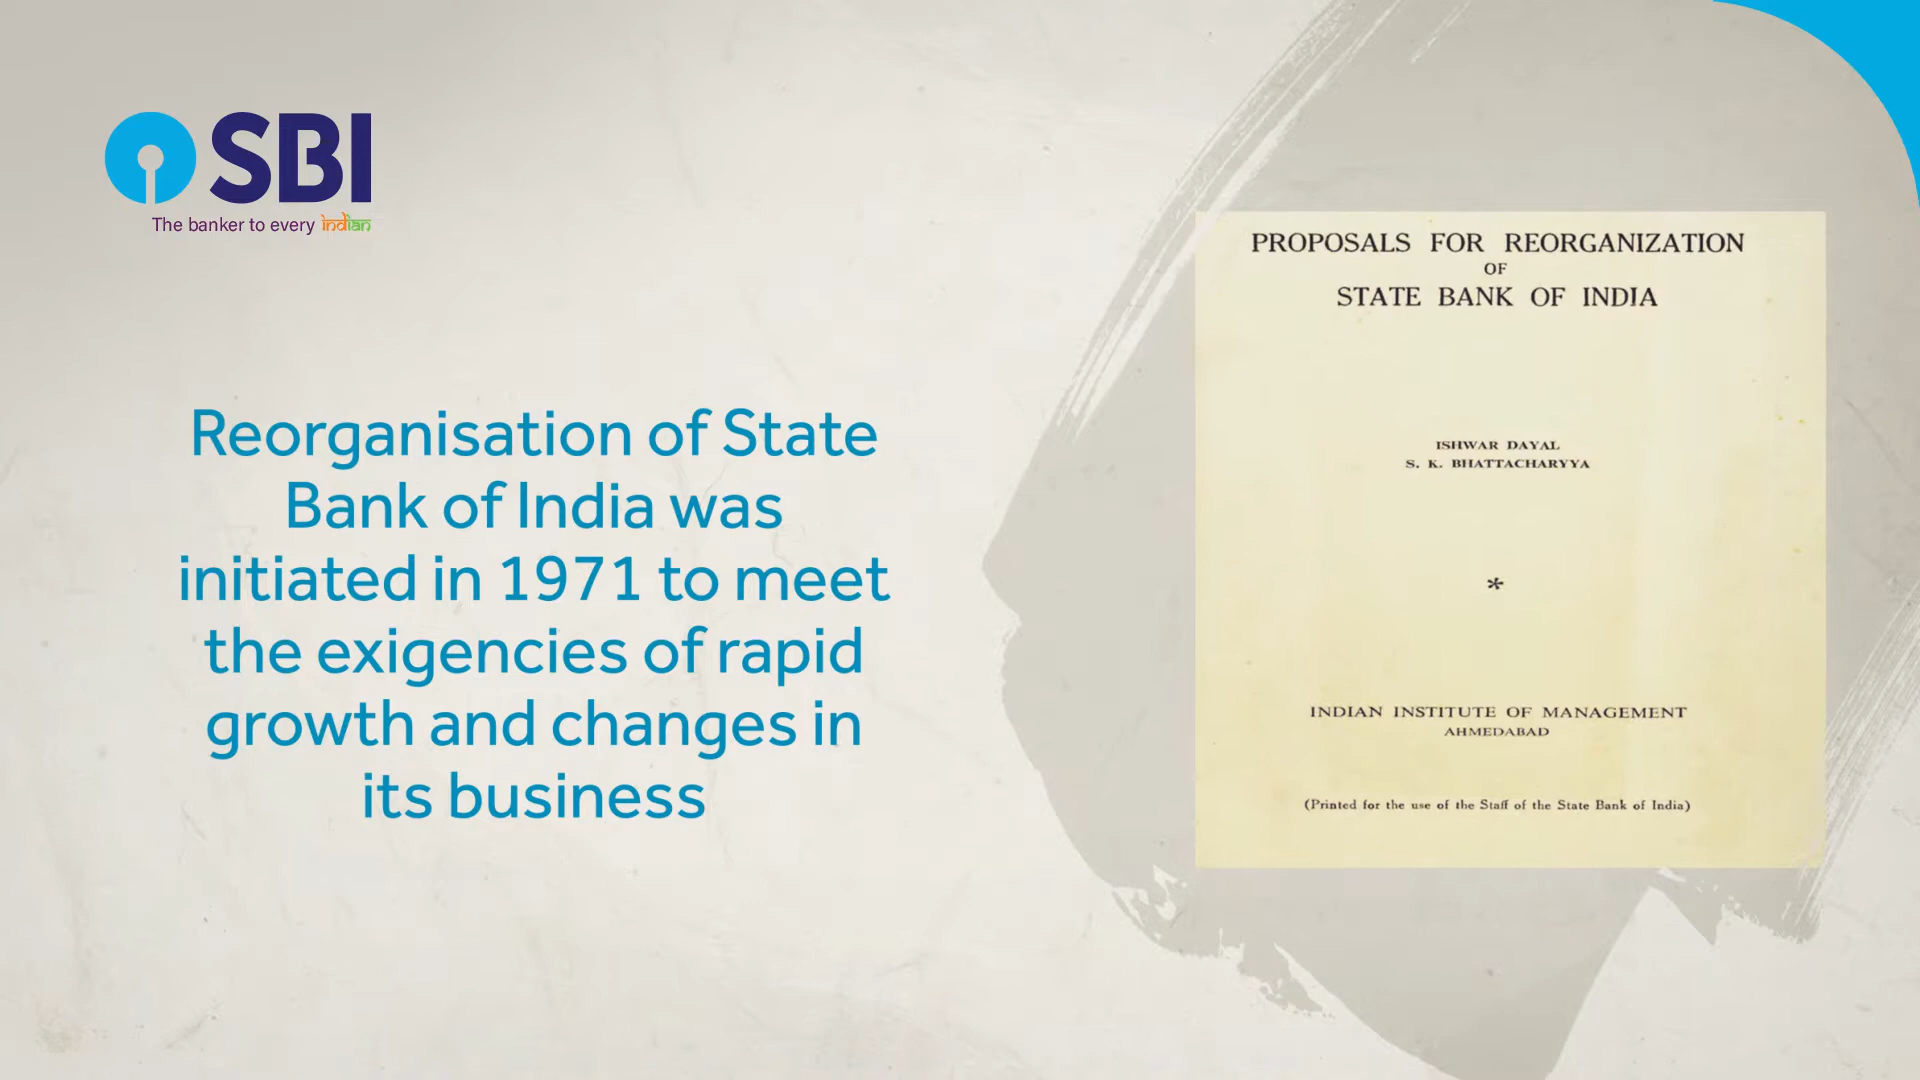 SBI
The banker to every indian
Reorganisation of State
Bank of India was
initiated in 1971 to meet
the exigencies of rapid
growth and changes in
its business
PROPOSALS FOR REORGANIZATION
OF
STATE BANK OF INDIA
ISHWAR DAYAL
S. K. BHATTACHARYYA
*
INDIAN INSTITUTE OF MANAGEMENT
AHMEDABAD
(Printed for the use of the Staff of the State Bank of India)